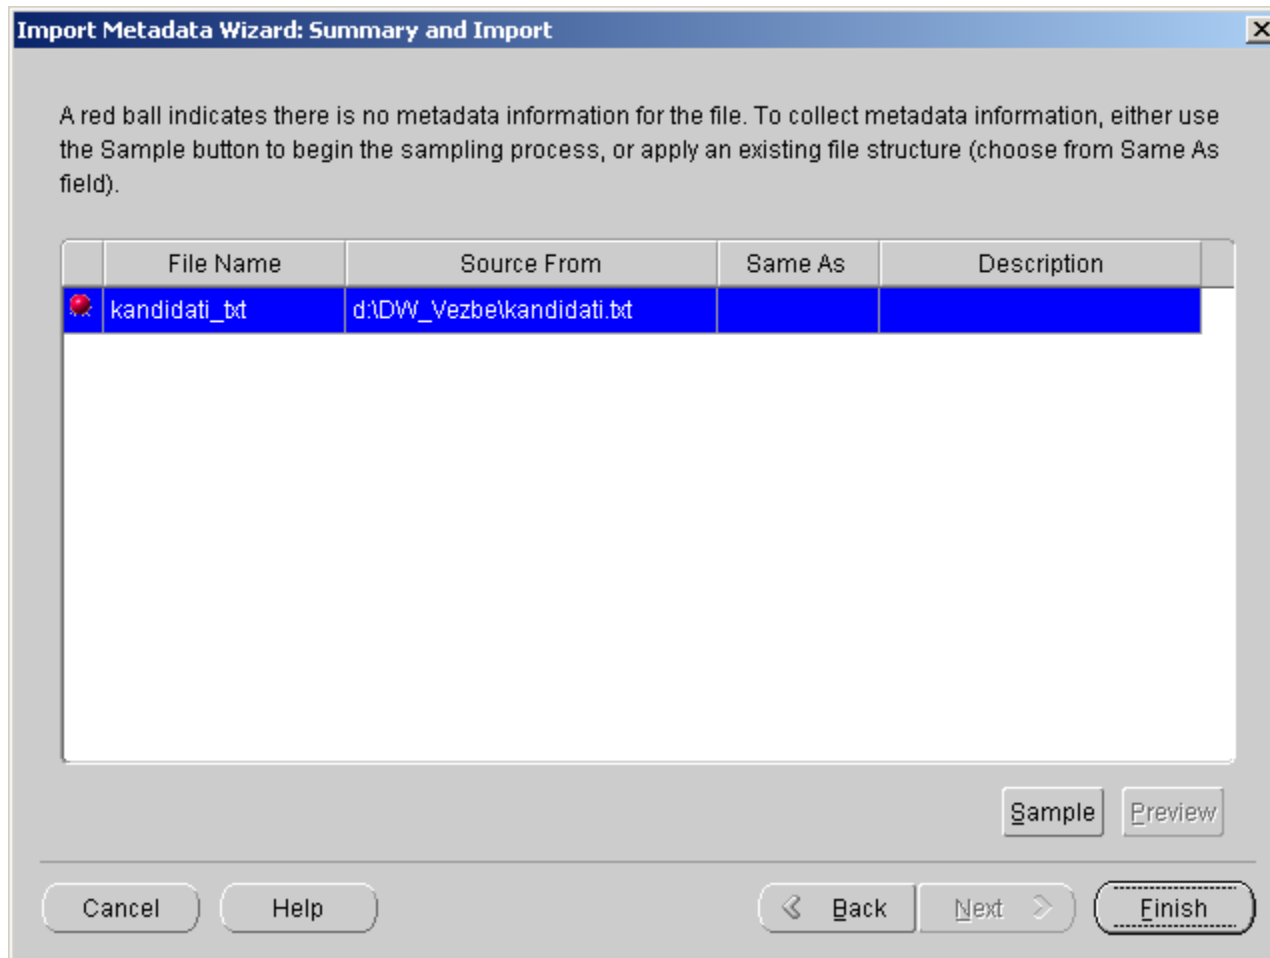 Import Metadata Wizard: Summary and Import
A red ball indicates there is no metadata information for the file. To collect metadata information, either use
the Sample button to begin the sampling process, or apply an existing file structure (choose from Same As
field).
File Name Source From Same As Description
kandidati_txt d:\DW_Vezbe\kandidati.txt
Sample Preview
Cancel Help Back Next Finish